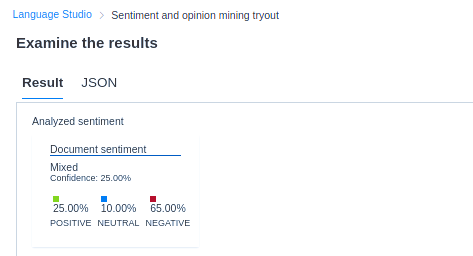 Language Studio > Sentiment and opinion mining tryout
Examine the results
Result JSON
Analyzed sentiment
Document sentiment
Mixed
Confidence: 25.00%
25.00% 10.00% 65.00%
POSITIVE NEUTRAL NEGATIVE